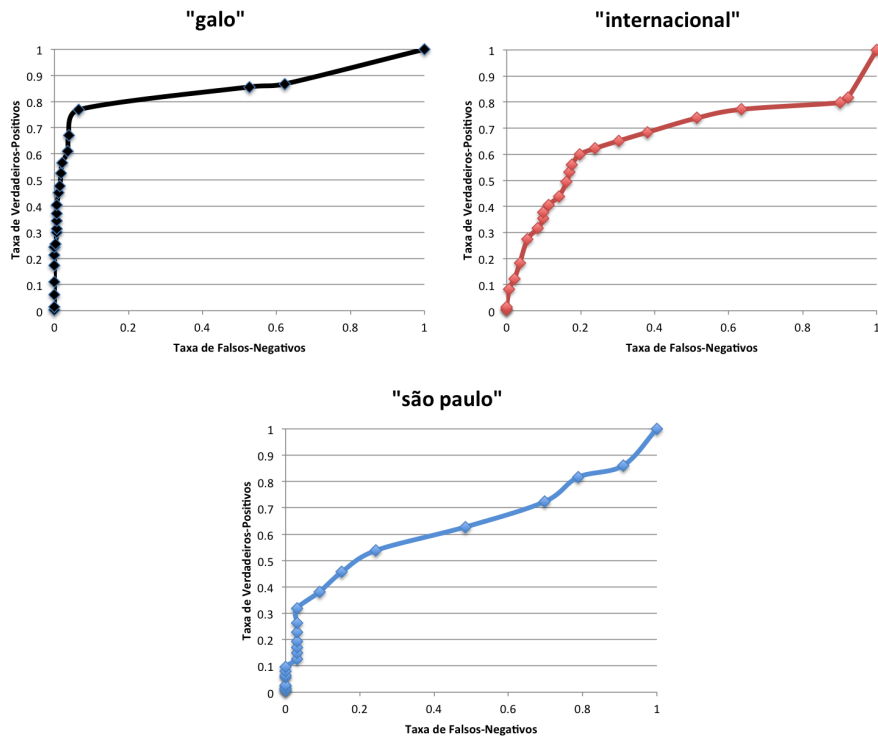 "galo"
Taxa de Verdadeiros-Positivos
1
0.9
0.8
0.7
0.6
0.5
0.4
0.3
0.2
0.1
0
0 0.2 0.4 0.6 0.8 1
Taxa de Falsos-Negativos
"internacional"
Taxa de Verdadeiros-Positivos
1
0.9
0.8
0.7
0.6
0.5
0.4
0.3
0.2
0.1
0
0 0.2 0.4 0.6 0.8 1
Taxa de Falsos-Negativos
"são paulo"
Taxa de Verdadeiros-Positivos
1
0.9
0.8
0.7
0.6
0.5
0.4
0.3
0.2
0.1
0
0 0.2 0.4 0.6 0.8 1
Taxa de Falsos-Negativos